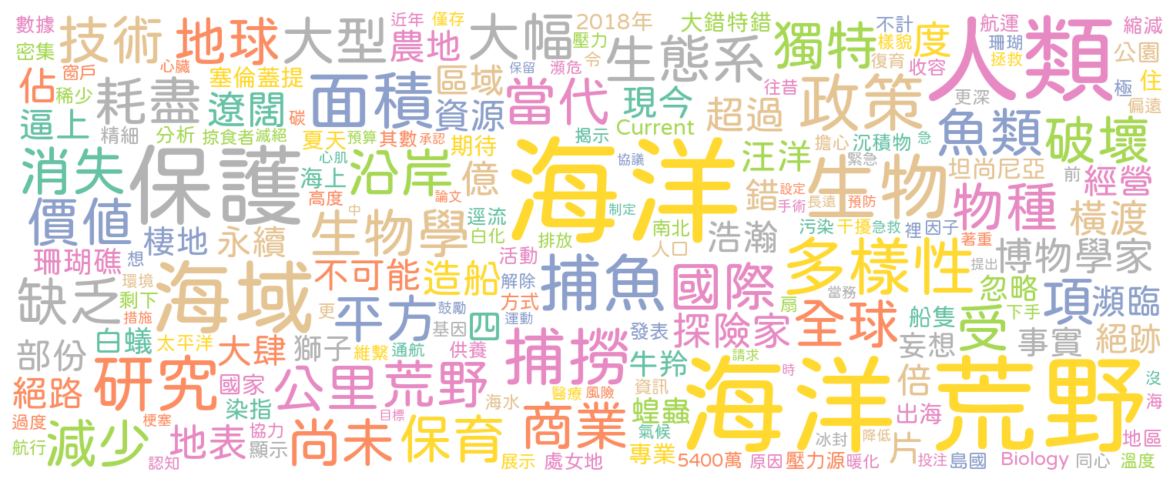 數據 技術 地球 大型 近年 農地 僅存 大幅 壓力 2018年 大錯特錯 生態系 獨特 不計 樣貌 復育 度 航運 珊瑚 拯救 人類 縮減 公園
密集 窗戶 心臟 瀕危 令 往昔 收容 極 住
佔 稀少 耗盡 塞倫蓋提 遼闊 碳 面積 保留 區域 資源 當代 現今 超過 政策 更深 魚類 偏遠 破壞
逼上 精細 分析 掠食者 滅絕 夏天 預算 其數 承認 期待 揭示 Current 擔心 沉積物 急
消失 保護 心肌 海上 沿岸 億 海洋 協議 汪洋 緊急 生物 坦尚尼亞 前 經營
價值 棲地 永續 生物學 高度 論文 中 逕流 白化 排放 制定 南北 人口 浩瀚 錯 設定 手術 長遠 預防 物種 橫渡
珊瑚礁 想 海域 不可能 造船 活動 解除 方式 捕魚 國際 污染 干擾 急救 裡 因子 著重 多樣性 提出 博物學家
缺乏 環境 剩下 措施 平方 更 鼓勵 四 運動 發表 探險家 扇 當務 全球 船隻 受 忽略 下手 項 瀕臨
部份 白蟻 太平洋 大肆 獅子 基因 維繫 通航 供養 捕撈 牛羚 請求 妄想 事實 絕跡
絕路 研究 國家 公里 荒野 海水 醫療 風險 資訊 蝗蟲 時 海洋荒野 倍 沒
過度 梗塞 染指 目標 商業 氣候 出海 海
航行 減少 認知 地表 協力 顯示 尚未 保育 展示 處女地 專業 5400萬 原因 壓力源 暖化 冰封 降低 片 投注 島國 Biology 同心 地區 溫度